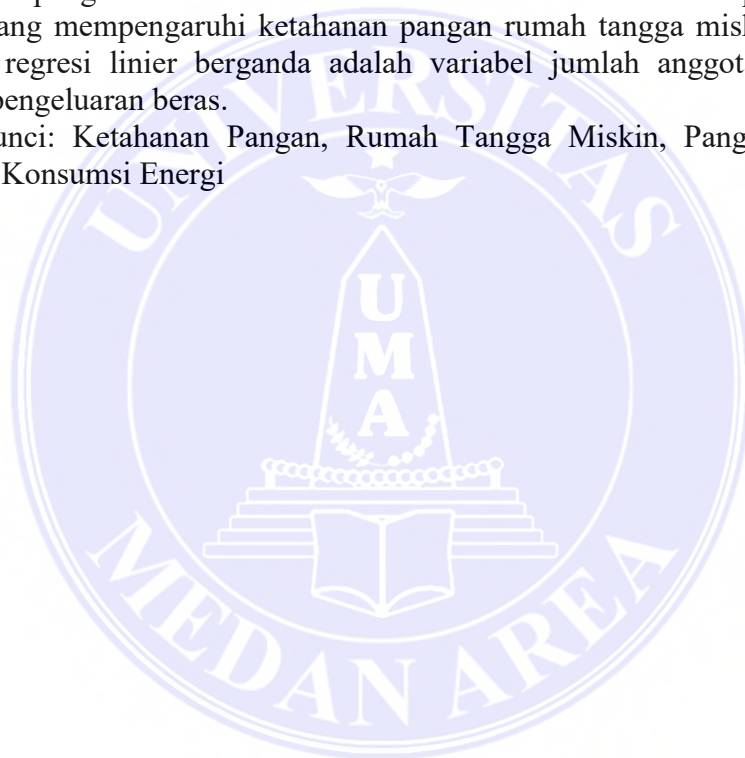 ang mempengaruhi ketahanan pangan rumah tangga misk
regresi linier berganda adalah variabel jumlah anggot
pengeluaran beras.
unci: Ketahanan Pangan, Rumah Tangga Miskin, Pang
Konsumsi Energi
UNIVERSITAS
UMA
MEDAN AREA